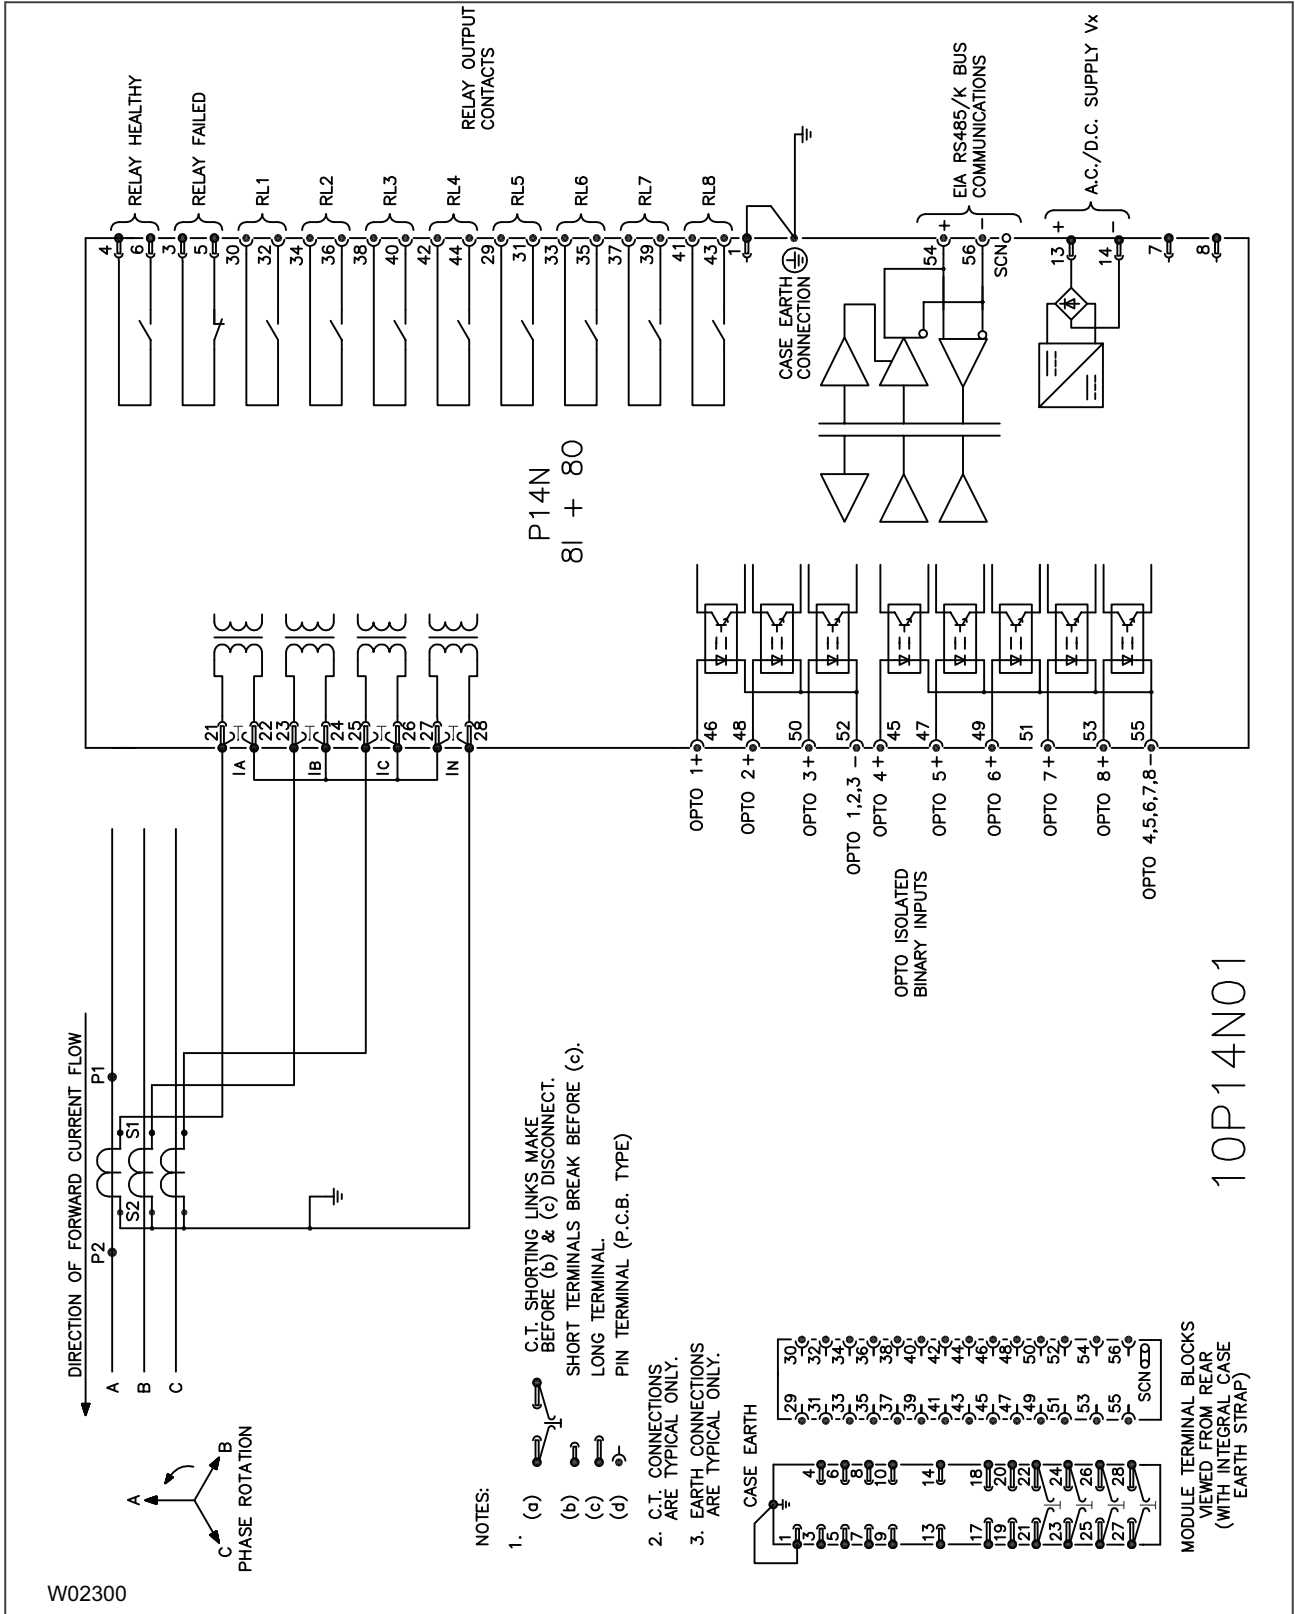 DIRECTION OF FORWARD CURRENT FLOW
P2
P1
A
B
C
S2
S1
A
B
C
PHASE ROTATION
21
22
23
24
25
26
27
28
IA
IB
IC
IN
4
6
3
5
30
32
34
36
38
40
42
44
29
31
33
35
37
39
41
43
1
RELAY HEALTHY
RELAY FAILED
RL1
RL2
RL3
RL4
RL5
RL6
RL7
RL8
RELAY OUTPUT
CONTACTS
P14N
8I + 8O
CASE EARTH
CONNECTION
54
+
56
-
SCN
EIA RS485/K BUS
COMMUNICATIONS
13
+
14
-
A.C./D.C. SUPPLY Vx
7
8
OPTO 1+
46
OPTO 2+
48
OPTO 3+
50
OPTO 1,2,3 -
52
OPTO 4+
45
OPTO 5+
47
OPTO 6+
49
OPTO 7+
51
OPTO 8+
53
OPTO 4,5,6,7,8-
55
OPTO ISOLATED
BINARY INPUTS
NOTES:
1.
(a)
C.T. SHORTING LINKS MAKE
BEFORE (b) & (c) DISCONNECT.
(b)
SHORT TERMINALS BREAK BEFORE (c).
(c)
LONG TERMINAL.
(d)
PIN TERMINAL (P.C.B. TYPE)
2. C.T. CONNECTIONS
ARE TYPICAL ONLY.
3. EARTH CONNECTIONS
ARE TYPICAL ONLY.
CASE EARTH
1
3
4
5
6
7
8
9
10
13
14
17
18
19
20
21
22
23
24
25
26
27
28
29
30
31
32
33
34
35
36
37
38
39
40
41
42
43
44
45
46
47
48
49
50
51
52
53
54
55
56
SCN
MODULE TERMINAL BLOCKS
VIEWED FROM REAR
(WITH INTEGRAL CASE
EARTH STRAP)
10P14N01
W02300